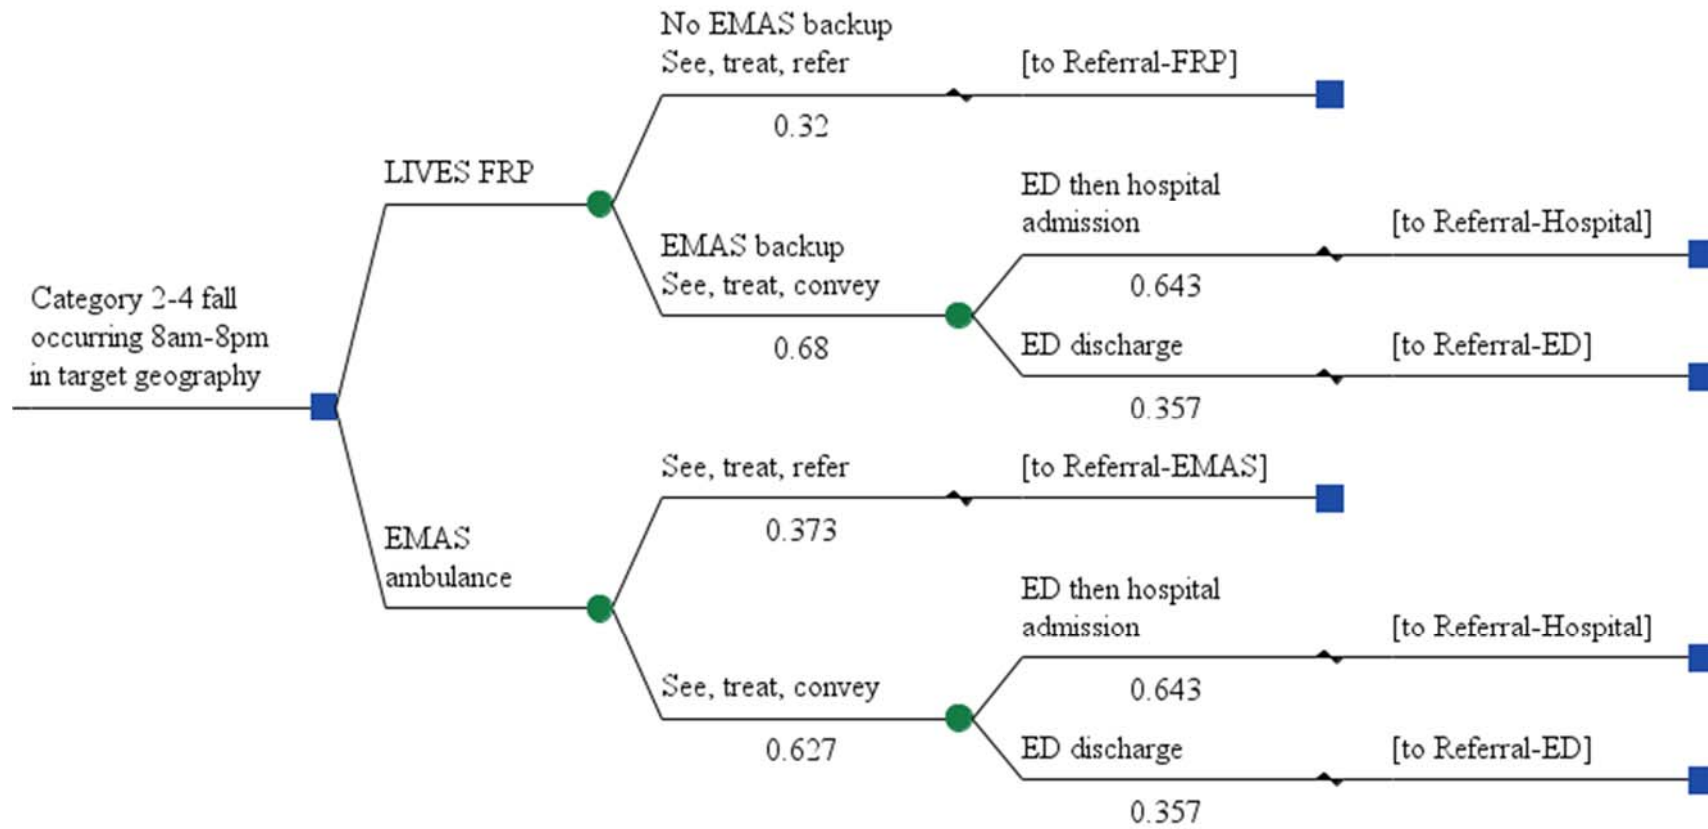 No EMAS backup
See, treat, refer
[to Referral-FRP]
0.32
LIVES FRP
ED then hospital
admission
[to Referral-Hospital]
0.643
EMAS backup
See, treat, convey
0.68
ED discharge
[to Referral-ED]
0.357
Category 2-4 fall
occurring 8am-8pm
in target geography
See, treat, refer
[to Referral-EMAS]
0.373
EMAS
ambulance
ED then hospital
admission
[to Referral-Hospital]
0.643
See, treat, convey
0.627
ED discharge
[to Referral-ED]
0.357